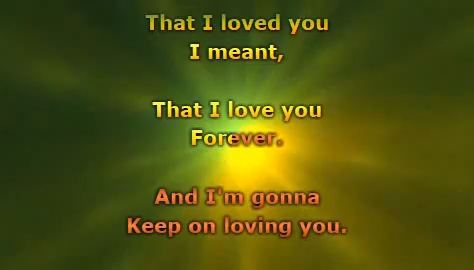 That I loved you
I meant,
That I love you
Forever.
And I'm gonna
Keep on loving you.